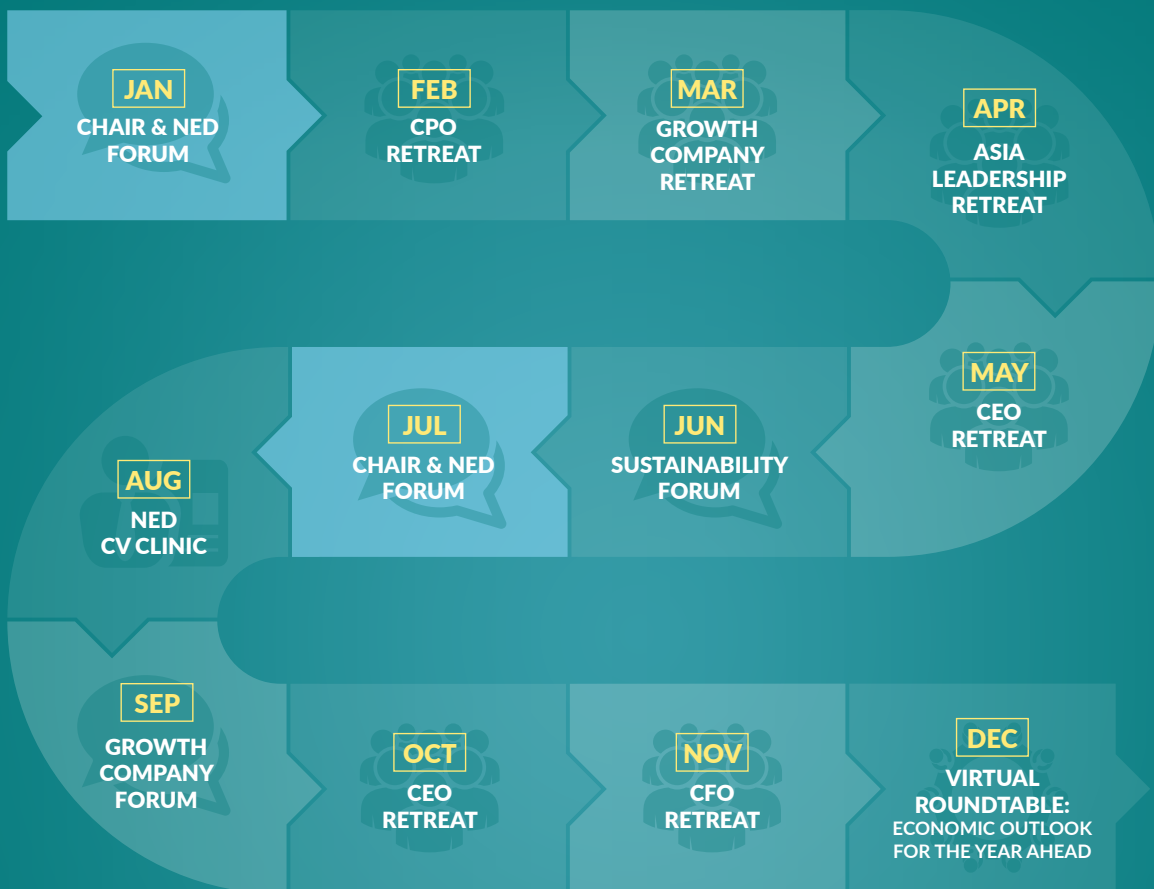 JAN
CHAIR & NED
FORUM
FEB
CPO
RETREAT
MAR
GROWTH
COMPANY
RETREAT
APR
ASIA
LEADERSHIP
RETREAT
MAY
CEO
RETREAT
JUN
SUSTAINABILITY
FORUM
JUL
CHAIR & NED
FORUM
AUG
NED
CV CLINIC
SEP
GROWTH
COMPANY
FORUM
OCT
CEO
RETREAT
NOV
CFO
RETREAT
DEC
VIRTUAL
ROUNDTABLE:
ECONOMIC OUTLOOK
FOR THE YEAR AHEAD